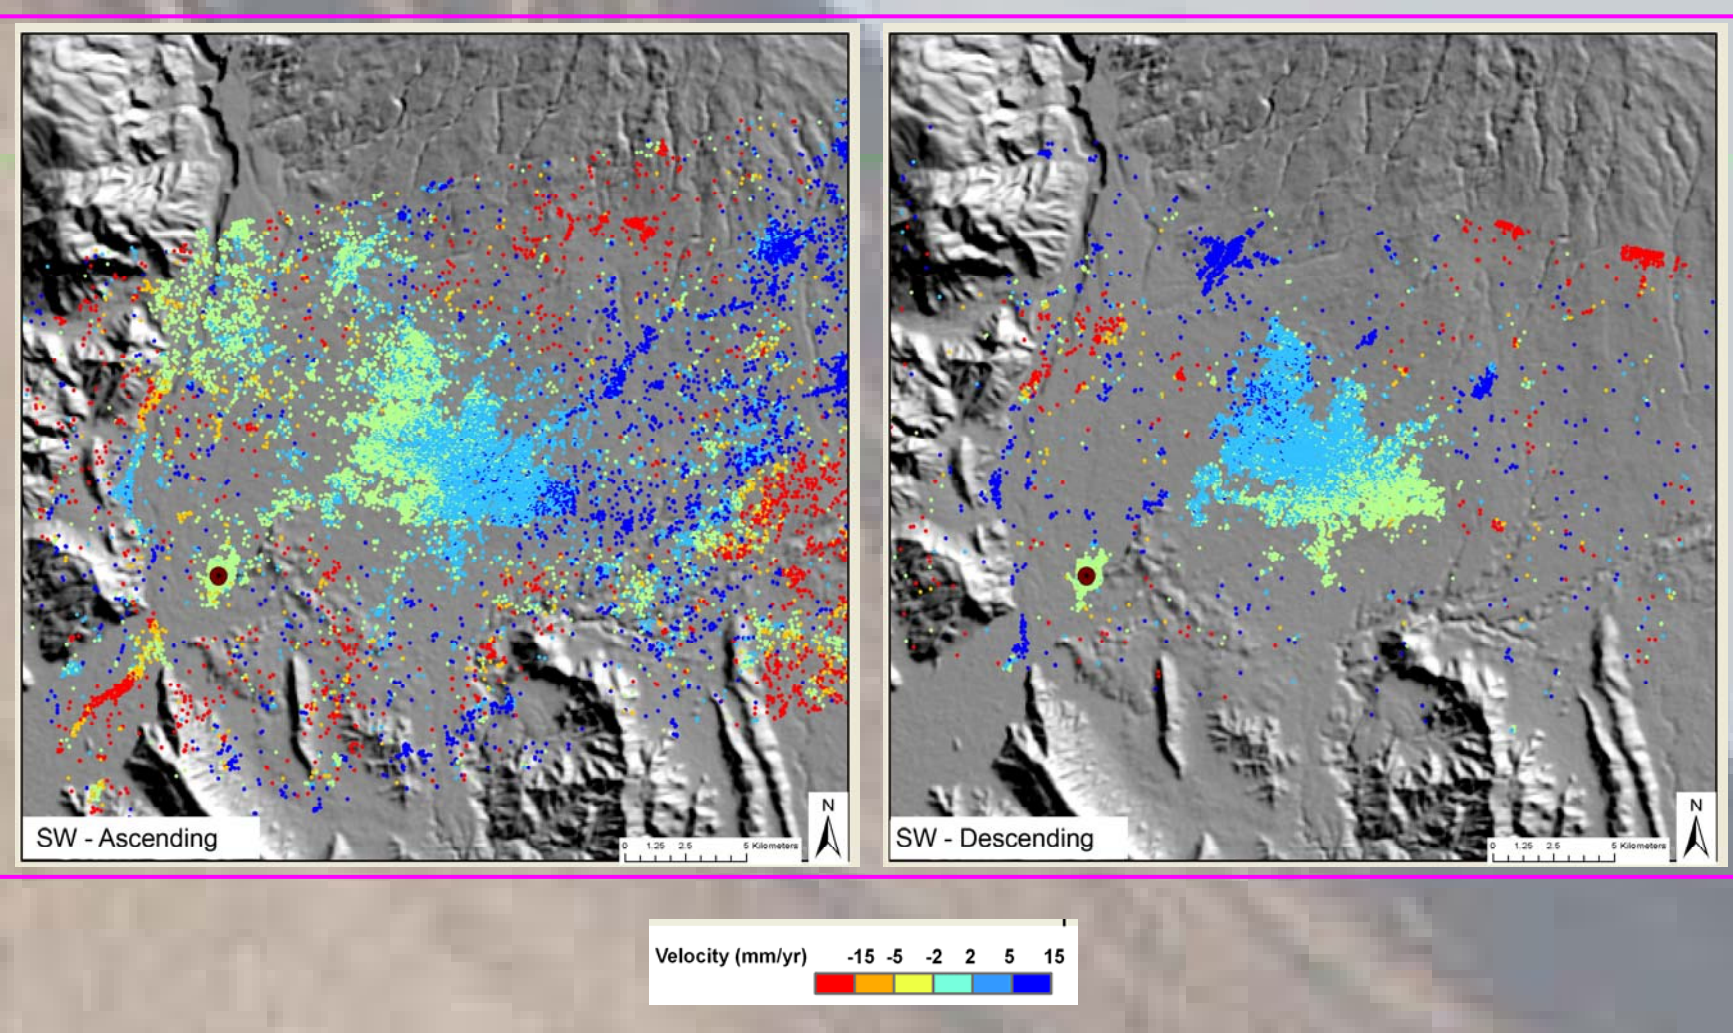 N
SW - Ascending
0 1.25 2.5 5 Kilometers
N
SW - Descending
0 1.25 2.5 5 Kilometers
Velocity (mm/yr) -15 -5 -2 2 5 15